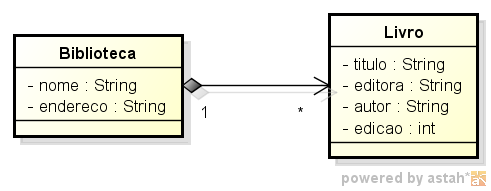 Biblioteca
- nome : String
- endereco : String
1
*
Livro
- titulo : String
- editora : String
- autor : String
- edicao : int
powered by astah*